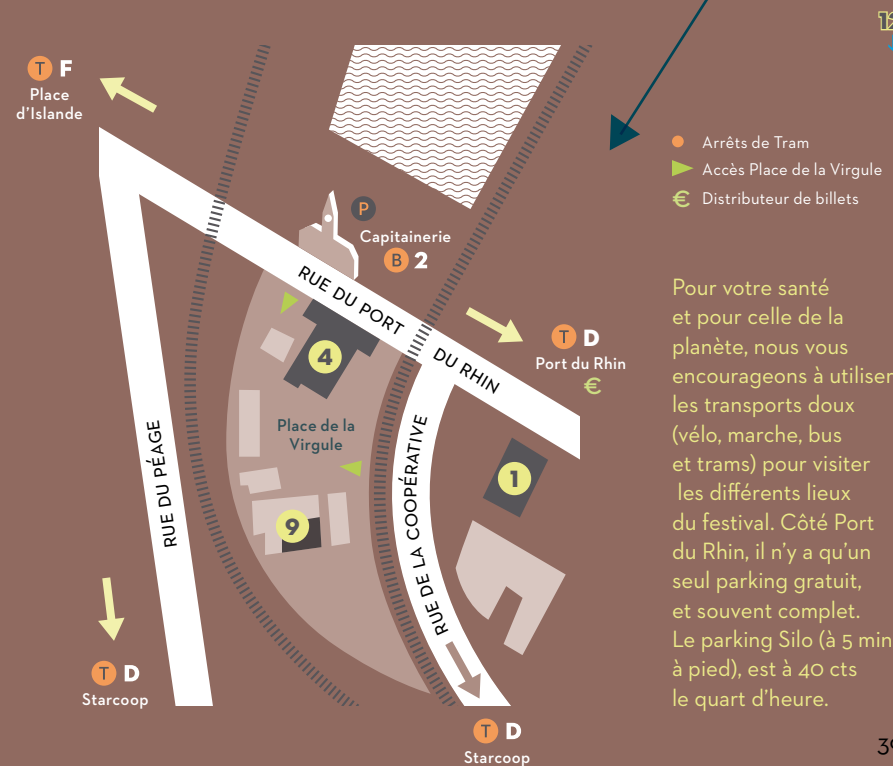 T F
Place
d'Islande
P
Capitainerie
B 2
RUE DU PORT
DU RHIN
T D
Port du Rhin
€
4
Place de la
Virgule
1
9
RUE DU PÉAGE
RUE DE LA COOPÉRATIVE
T D
Starcoop
T D
Starcoop
Arrêts de Tram
Accès Place de la Virgule
€ Distributeur de billets
Pour votre santé
et pour celle de la
planète, nous vous
encourageons à utiliser
les transports doux
(vélo, marche, bus
et trams) pour visiter
les différents lieux
du festival. Côté Port
du Rhin, il n'y a qu'un
seul parking gratuit,
et souvent complet.
Le parking Silo (à 5 min
à pied), est à 40 cts
le quart d'heure.